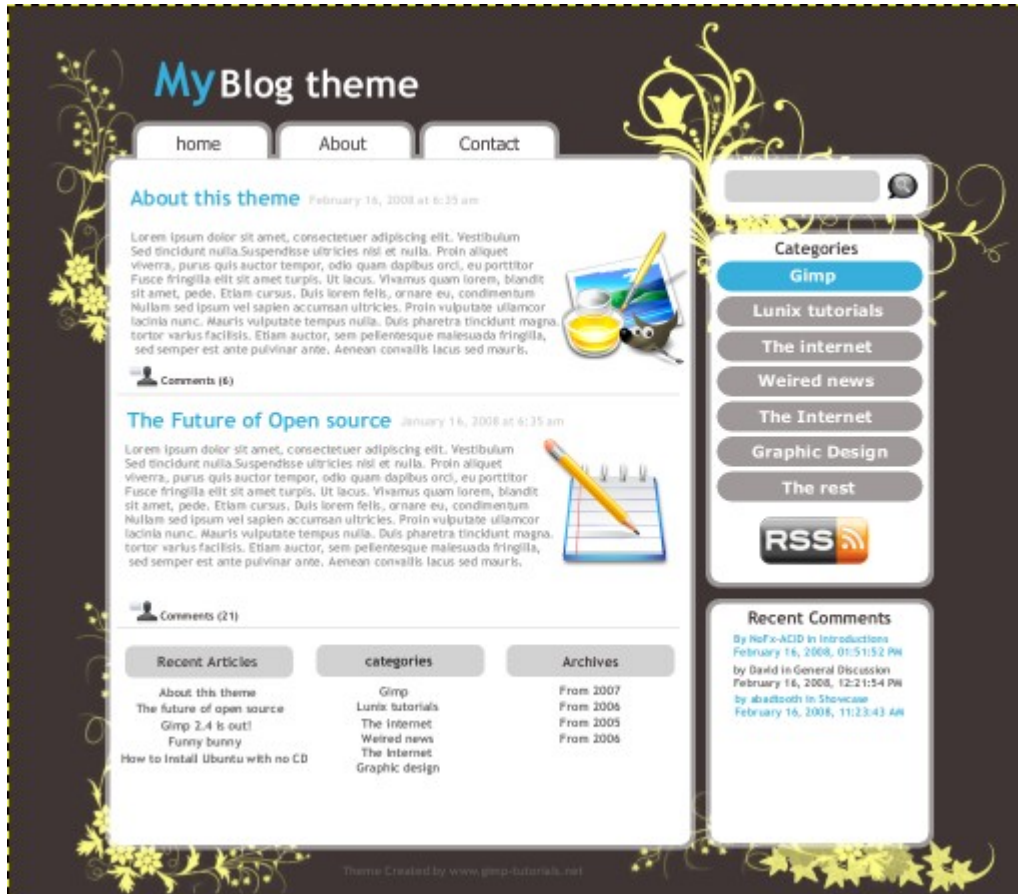 My Blog theme
home
About
Contact
About this theme February 16, 2008 at 6:35 am
Lorem ipsum dolor sit amet, consectetuer adipiscing elit. Vestibulum
Sed tincidunt nulla.Suspendisse ultricies nisl et nulla. Proin aliquet
viverra, purus quis auctor tempor, odio quam dapibus orci, eu porttitor
Fusce fringilla elit sit amet turpis. Ut lacus. Vivamus quam lorem, blandit
sit amet, pede. Etiam cursus. Duis lorem felis, ornare eu, condimentum
Nullam sed ipsum vel sapien accumsan ultricies. Proin vulputate ullamcor
lacinia nunc. Mauris vulputate tempus nulla. Duis pharetra tincidunt magna.
tortor varius facilisis. Etiam auctor, sem pellentesque malesuada fringilla,
sed semper est ante pulvinar ante. Aenean convallis lacus sed mauris.
Comments (6)
The Future of Open source January 16, 2008 at 6:35 am
Lorem ipsum dolor sit amet, consectetuer adipiscing elit. Vestibulum
Sed tincidunt nulla.Suspendisse ultricies nisl et nulla. Proin aliquet
viverra, purus quis auctor tempor, odio quam dapibus orci, eu porttitor
Fusce fringilla elit sit amet turpis. Ut lacus. Vivamus quam lorem, blandit
sit amet, pede. Etiam cursus. Duis lorem felis, ornare eu, condimentum
Nullam sed ipsum vel sapien accumsan ultricies. Proin vulputate ullamcor
lacinia nunc. Mauris vulputate tempus nulla. Duis pharetra tincidunt magna.
tortor varius facilisis. Etiam auctor, sem pellentesque malesuada fringilla,
sed semper est ante pulvinar ante. Aenean convallis lacus sed mauris.
Comments (21)
Recent Articles
About this theme
The future of open source
Gimp 2.4 is out!
Funny bunny
How to Install Ubuntu with no CD
categories
Gimp
Lunix tutorials
The internet
Weired news
The Internet
Graphic design
Archives
From 2007
From 2006
From 2005
From 2006
Categories
Gimp
Lunix tutorials
The internet
Weired news
The Internet
Graphic Design
The rest
RSS
Recent Comments
By NoFx-ACID in Introductions
February 16, 2008, 01:51:52 PM
by David in General Discussion
February 16, 2008, 12:21:54 PM
by abadtooth in Showcase
February 16, 2008, 11:23:43 AM
Theme Created by www.gimp-tutorials.net